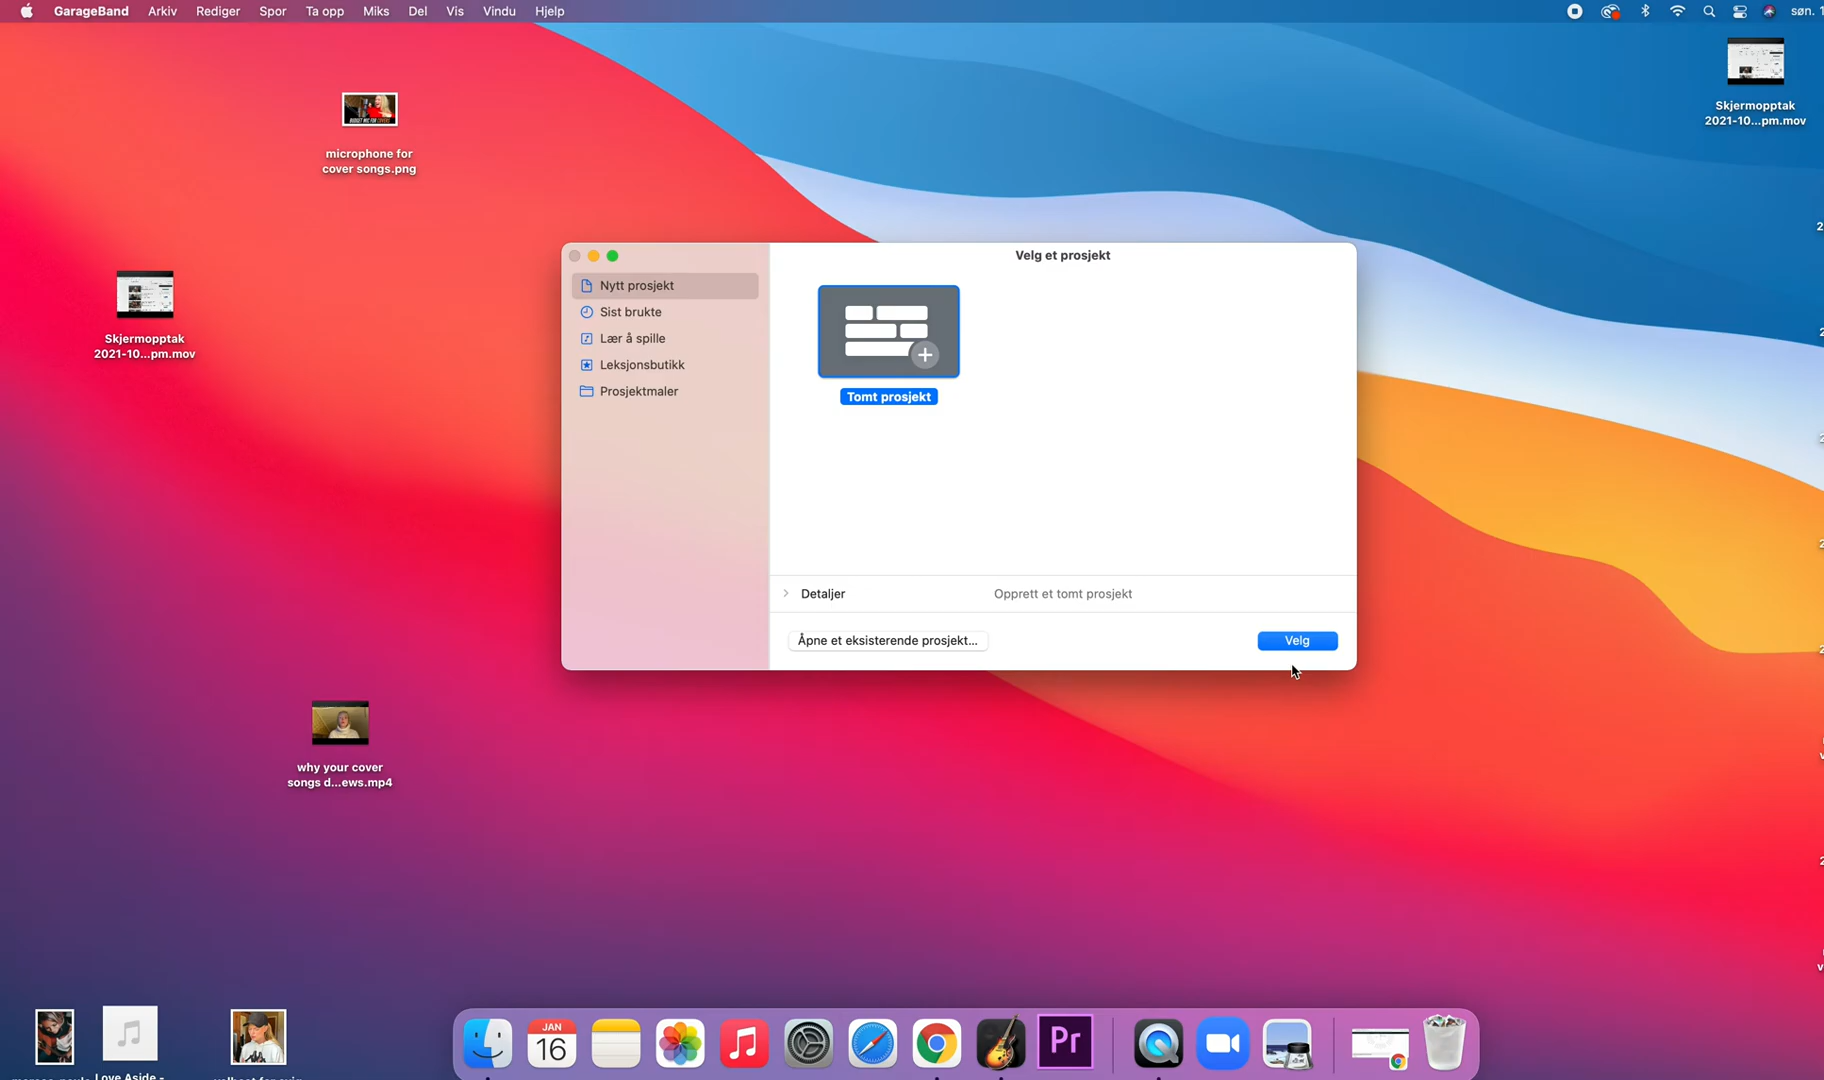 GarageBand Arkiv Rediger Spor Ta opp Miks Del Vis Vindu Hjelp
søn. 1
microphone for
cover songs.png
Skjermopptak
2021-10...pm.mov
Skjermopptak
2021-10...pm.mov
Velg et prosjekt
Nytt prosjekt
Sist brukte
Lær å spille
Leksjonsbutikk
Prosjektmaler
Tomt prosjekt
Detaljer
Opprett et tomt prosjekt
Åpne et eksisterende prosjekt...
Velg
why your cover
songs d...ews.mp4
Love Aside -
JAN
16
Pr